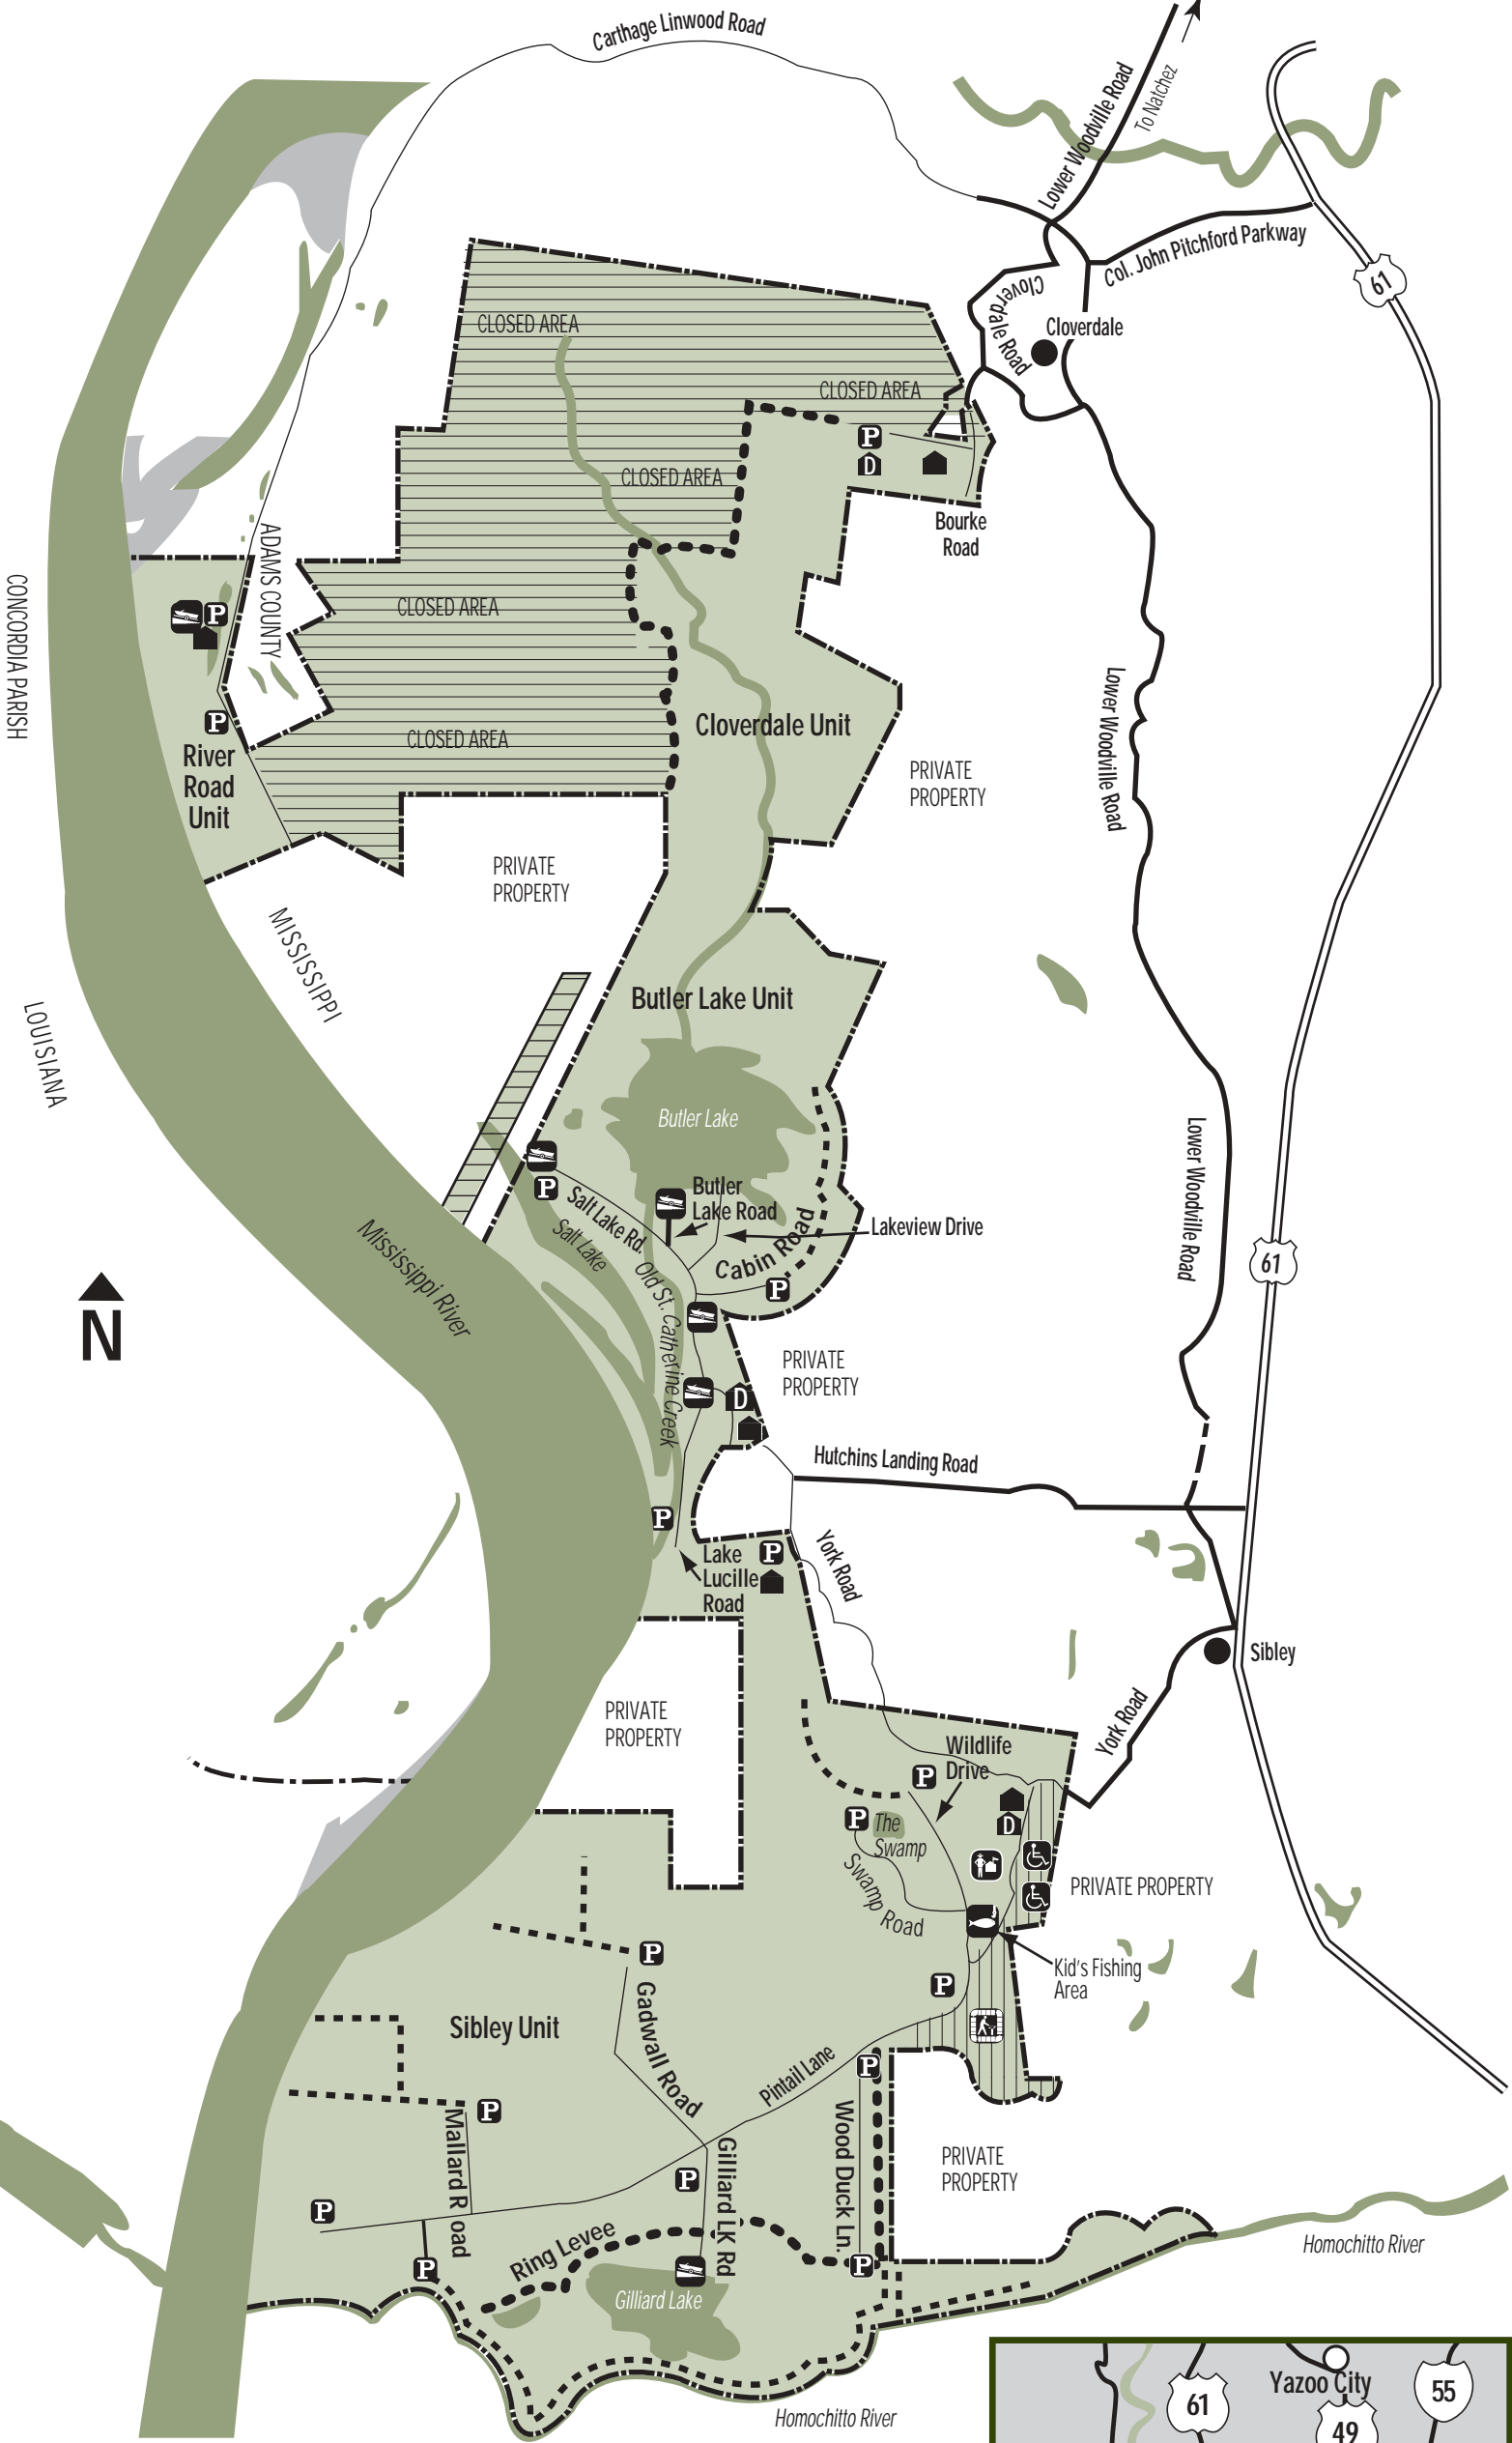 Carthage Linwood Road
Lower Woodville Road
To Natchez
Col. John Pitchford Parkway
61
Cloverdale Road
Cloverdale
CLOSED AREA
CLOSED AREA
P
D
CLOSED AREA
Bourke
Road
ADAMS COUNTY
CONCORDIA PARISH
CLOSED AREA
P
P
CLOSED AREA
River
Road
Unit
Cloverdale Unit
PRIVATE
PROPERTY
Lower Woodville Road
PRIVATE
PROPERTY
MISSISSIPPI
LOUISIANA
Butler Lake Unit
Butler Lake
P
Salt Lake Rd.
Salt Lake
Butler
Lake Road
Lakeview Drive
Cabin Road
P
Lower Woodville Road
61
Mississippi River
N
Old St. Catherine Creek
PRIVATE
PROPERTY
D
Hutchins Landing Road
P
Lake
Lucille
Road
P
York Road
Sibley
York Road
PRIVATE
PROPERTY
Wildlife
Drive
P
P
The
Swamp
D
Swamp Road
PRIVATE PROPERTY
Kid's Fishing
Area
P
P
Gadwall Road
Sibley Unit
Pintail Lane
P
P
Mallard Road
Wood Duck Ln.
PRIVATE
PROPERTY
P
Gilliard LK Rd
P
P
Ring Levee
P
Gilliard Lake
Homochitto River
Homochitto River
61
Yazoo City
49
55